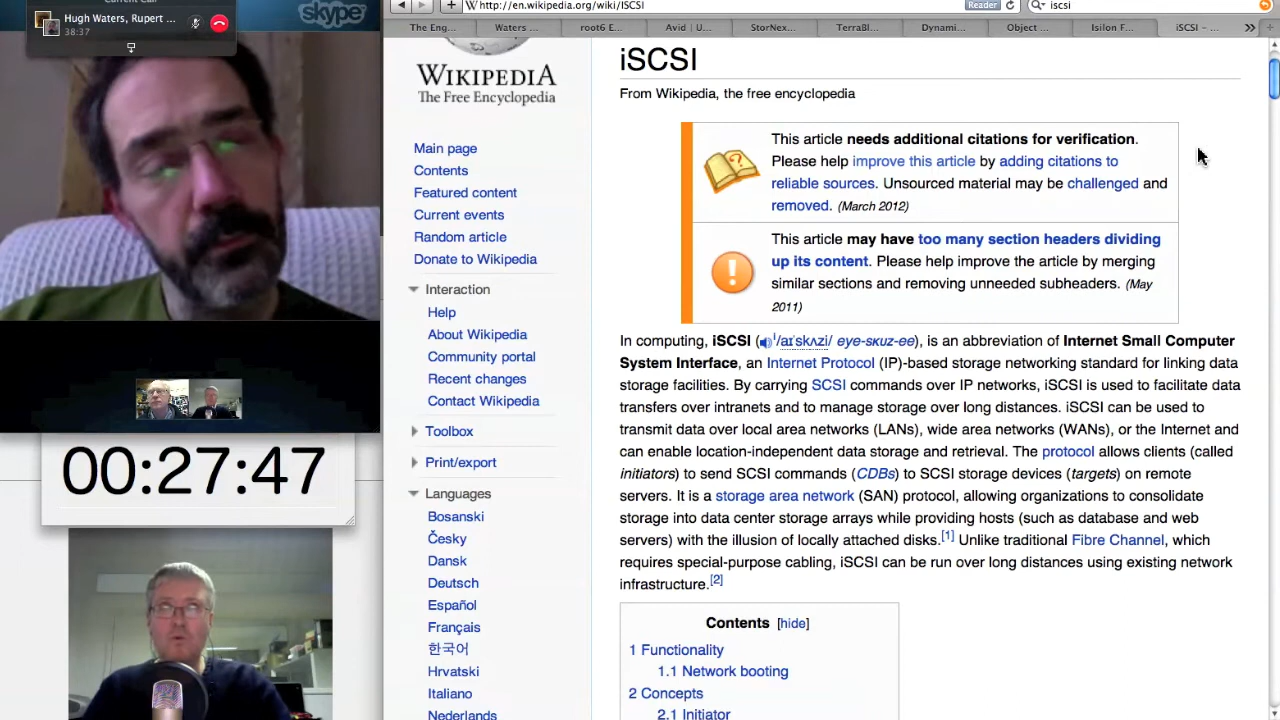 Current Call
Hugh Waters, Rupert ...
38:37
skype
00:27:47
http://en.wikipedia.org/wiki/ISCSI
Reader
iscsi
The Eng...
Waters ...
root6 E...
Avid | U...
StorNex...
TerraBl...
Dynami...
Object ...
Isilon F...
iSCSI – ...
WIKIPEDIA
The Free Encyclopedia
Main page
Contents
Featured content
Current events
Random article
Donate to Wikipedia
Interaction
Help
About Wikipedia
Community portal
Recent changes
Contact Wikipedia
Toolbox
Print/export
Languages
Bosanski
Česky
Dansk
Deutsch
Español
Français
한국어
Hrvatski
Italiano
Nederlands
iSCSI
From Wikipedia, the free encyclopedia
This article needs additional citations for verification.
Please help improve this article by adding citations to
reliable sources. Unsourced material may be challenged and
removed. (March 2012)
This article may have too many section headers dividing
up its content. Please help improve the article by merging
similar sections and removing unneeded subheaders. (May
2011)
In computing, iSCSI (i/aɪˈskʌzi/ eye-skuz-ee), is an abbreviation of Internet Small Computer
System Interface, an Internet Protocol (IP)-based storage networking standard for linking data
storage facilities. By carrying SCSI commands over IP networks, iSCSI is used to facilitate data
transfers over intranets and to manage storage over long distances. iSCSI can be used to
transmit data over local area networks (LANs), wide area networks (WANs), or the Internet and
can enable location-independent data storage and retrieval. The protocol allows clients (called
initiators) to send SCSI commands (CDBs) to SCSI storage devices (targets) on remote
servers. It is a storage area network (SAN) protocol, allowing organizations to consolidate
storage into data center storage arrays while providing hosts (such as database and web
servers) with the illusion of locally attached disks.[1] Unlike traditional Fibre Channel, which
requires special-purpose cabling, iSCSI can be run over long distances using existing network
infrastructure.[2]
Contents [hide]
1 Functionality
1.1 Network booting
2 Concepts
2.1 Initiator